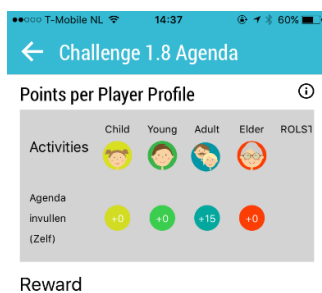 T-Mobile NL 14:37 60%
Challenge 1.8 Agenda
Points per Player Profile
Child Young Adult Elder ROLST
Activities
Agenda
invullen
(Zelf)
+0 +0 +15 +0
Reward